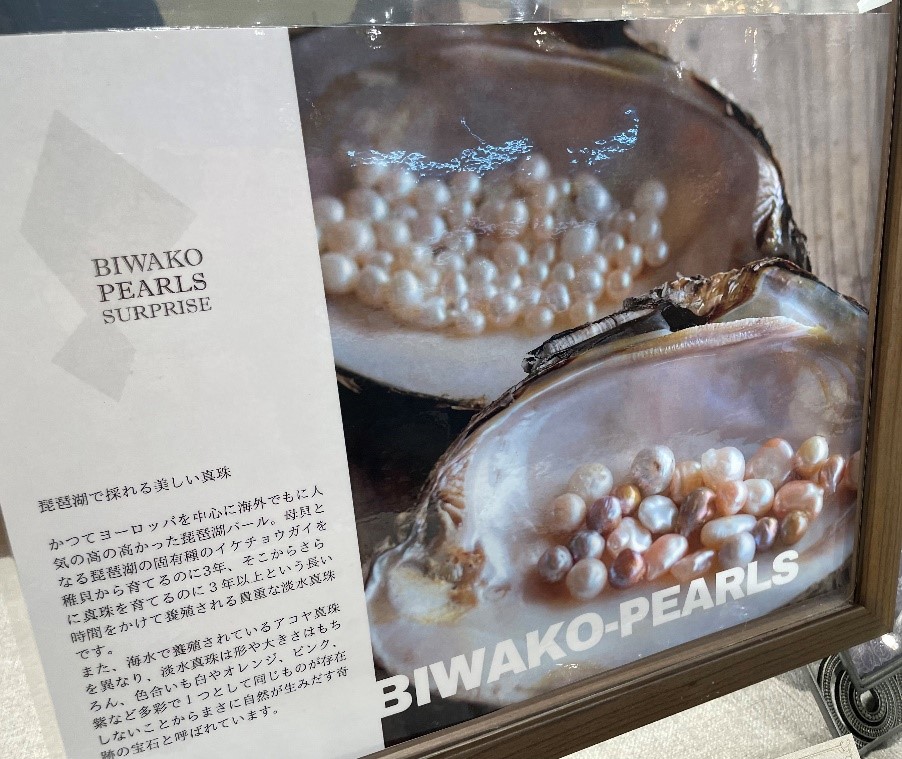 BIWAKO
PEARLS
SURPRISE
琵琶湖で採れる美しい真珠
かつてヨーロッパを中心に海外でもに人
気の高の高かった琵琶湖パール。母貝と
なる琵琶湖の固有種のイケチョウガイを
稚貝から育てるのに3年、そこからさら
に真珠を育てるのに３年以上という長い
時間をかけて養殖される貴重な淡水真珠
です。
また、海水で養殖されているアコヤ真珠
を異なり、淡水真珠は形や大きさはもち
ろん、色合いも白やオレンジ、ピンク、
紫など多彩で１つとして同じものが存在
しないことからまさに自然が生みだす奇
跡の宝石と呼ばれています。
BIWAKO-PEARLS